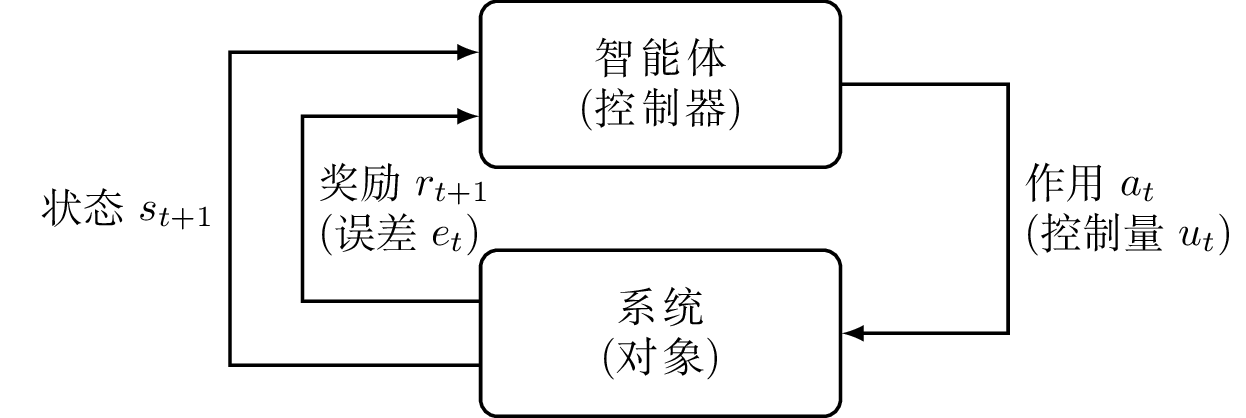 智能体
(控制器)
状态 s_{t+1}
奖励 r_{t+1}
(误差 e_t)
作用 a_t
(控制量 u_t)
系统
(对象)